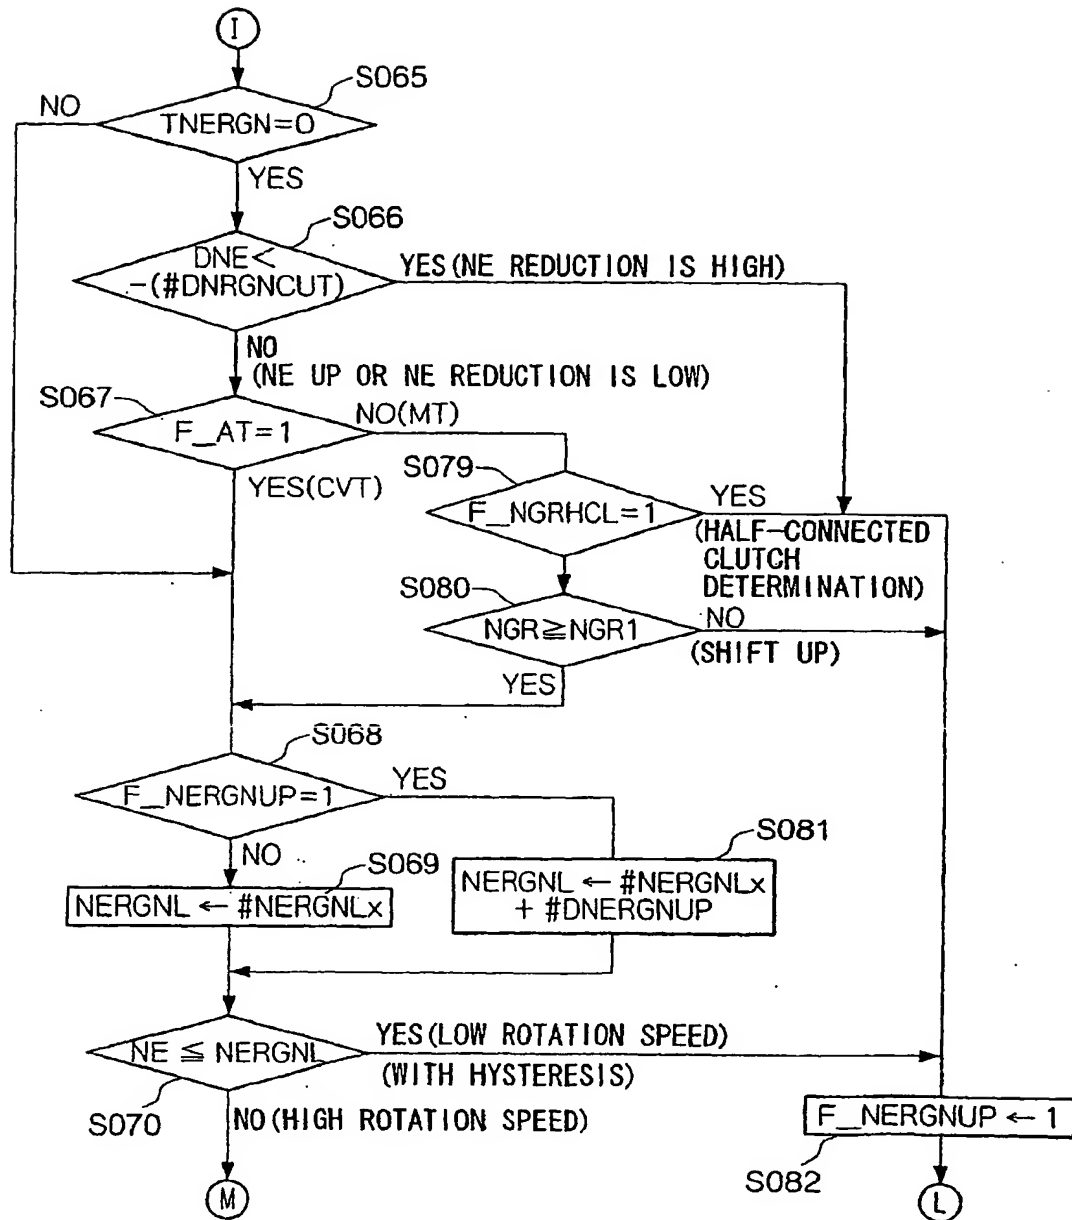 I
S065
NO
TNERGN=0
YES
S066
DNE<
-(#DNRGNCUT)
YES(NE REDUCTION IS HIGH)
NO
(NE UP OR NE REDUCTION IS LOW)
S067
F_AT=1
NO(MT)
YES(CVT)
S079
F_NGRHCL=1
YES
(HALF-CONNECTED
CLUTCH
DETERMINATION)
S080
NGR≧NGR1
NO
(SHIFT UP)
YES
S068
F_NERGNUP=1
YES
NO
S069
NERGNL ← #NERGNLx
S081
NERGNL ← #NERGNLx
+ #DNERGNUP
NE ≦ NERGNL
YES(LOW ROTATION SPEED)
(WITH HYSTERESIS)
S070
NO(HIGH ROTATION SPEED)
F_NERGNUP ← 1
S082
M
L